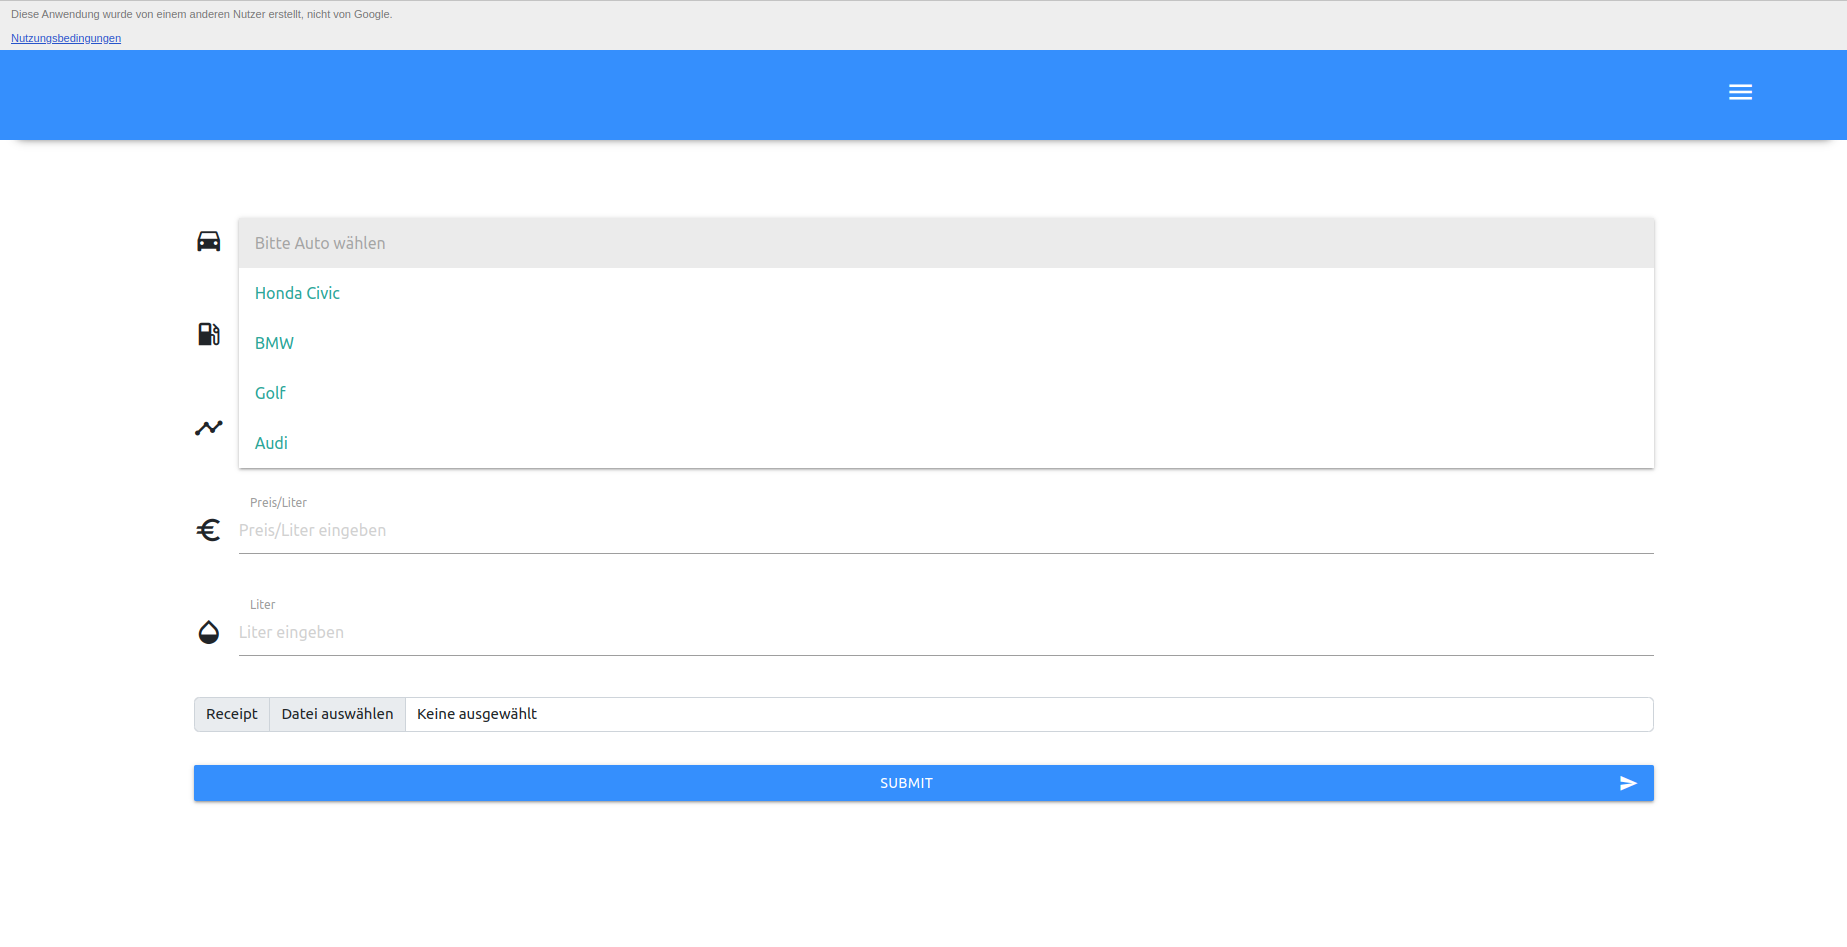 Diese Anwendung wurde von einem anderen Nutzer erstellt, nicht von Google.
Nutzungsbedingungen
Bitte Auto wählen
Honda Civic
BMW
Golf
Audi
Preis/Liter
Preis/Liter eingeben
Liter
Liter eingeben
Receipt Datei auswählen Keine ausgewählt
SUBMIT